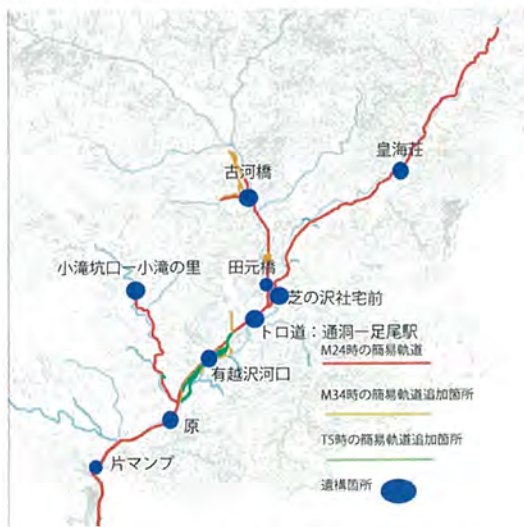 皇海荘
古河橋
小滝坑口ー小滝の里
田元橋
芝の沢社宅前
トロ道：通洞ー足尾駅
M24時の簡易軌道
有越沢河口
M34時の簡易軌道追加箇所
原
T5時の簡易軌道追加箇所
片マンプ
遺構箇所